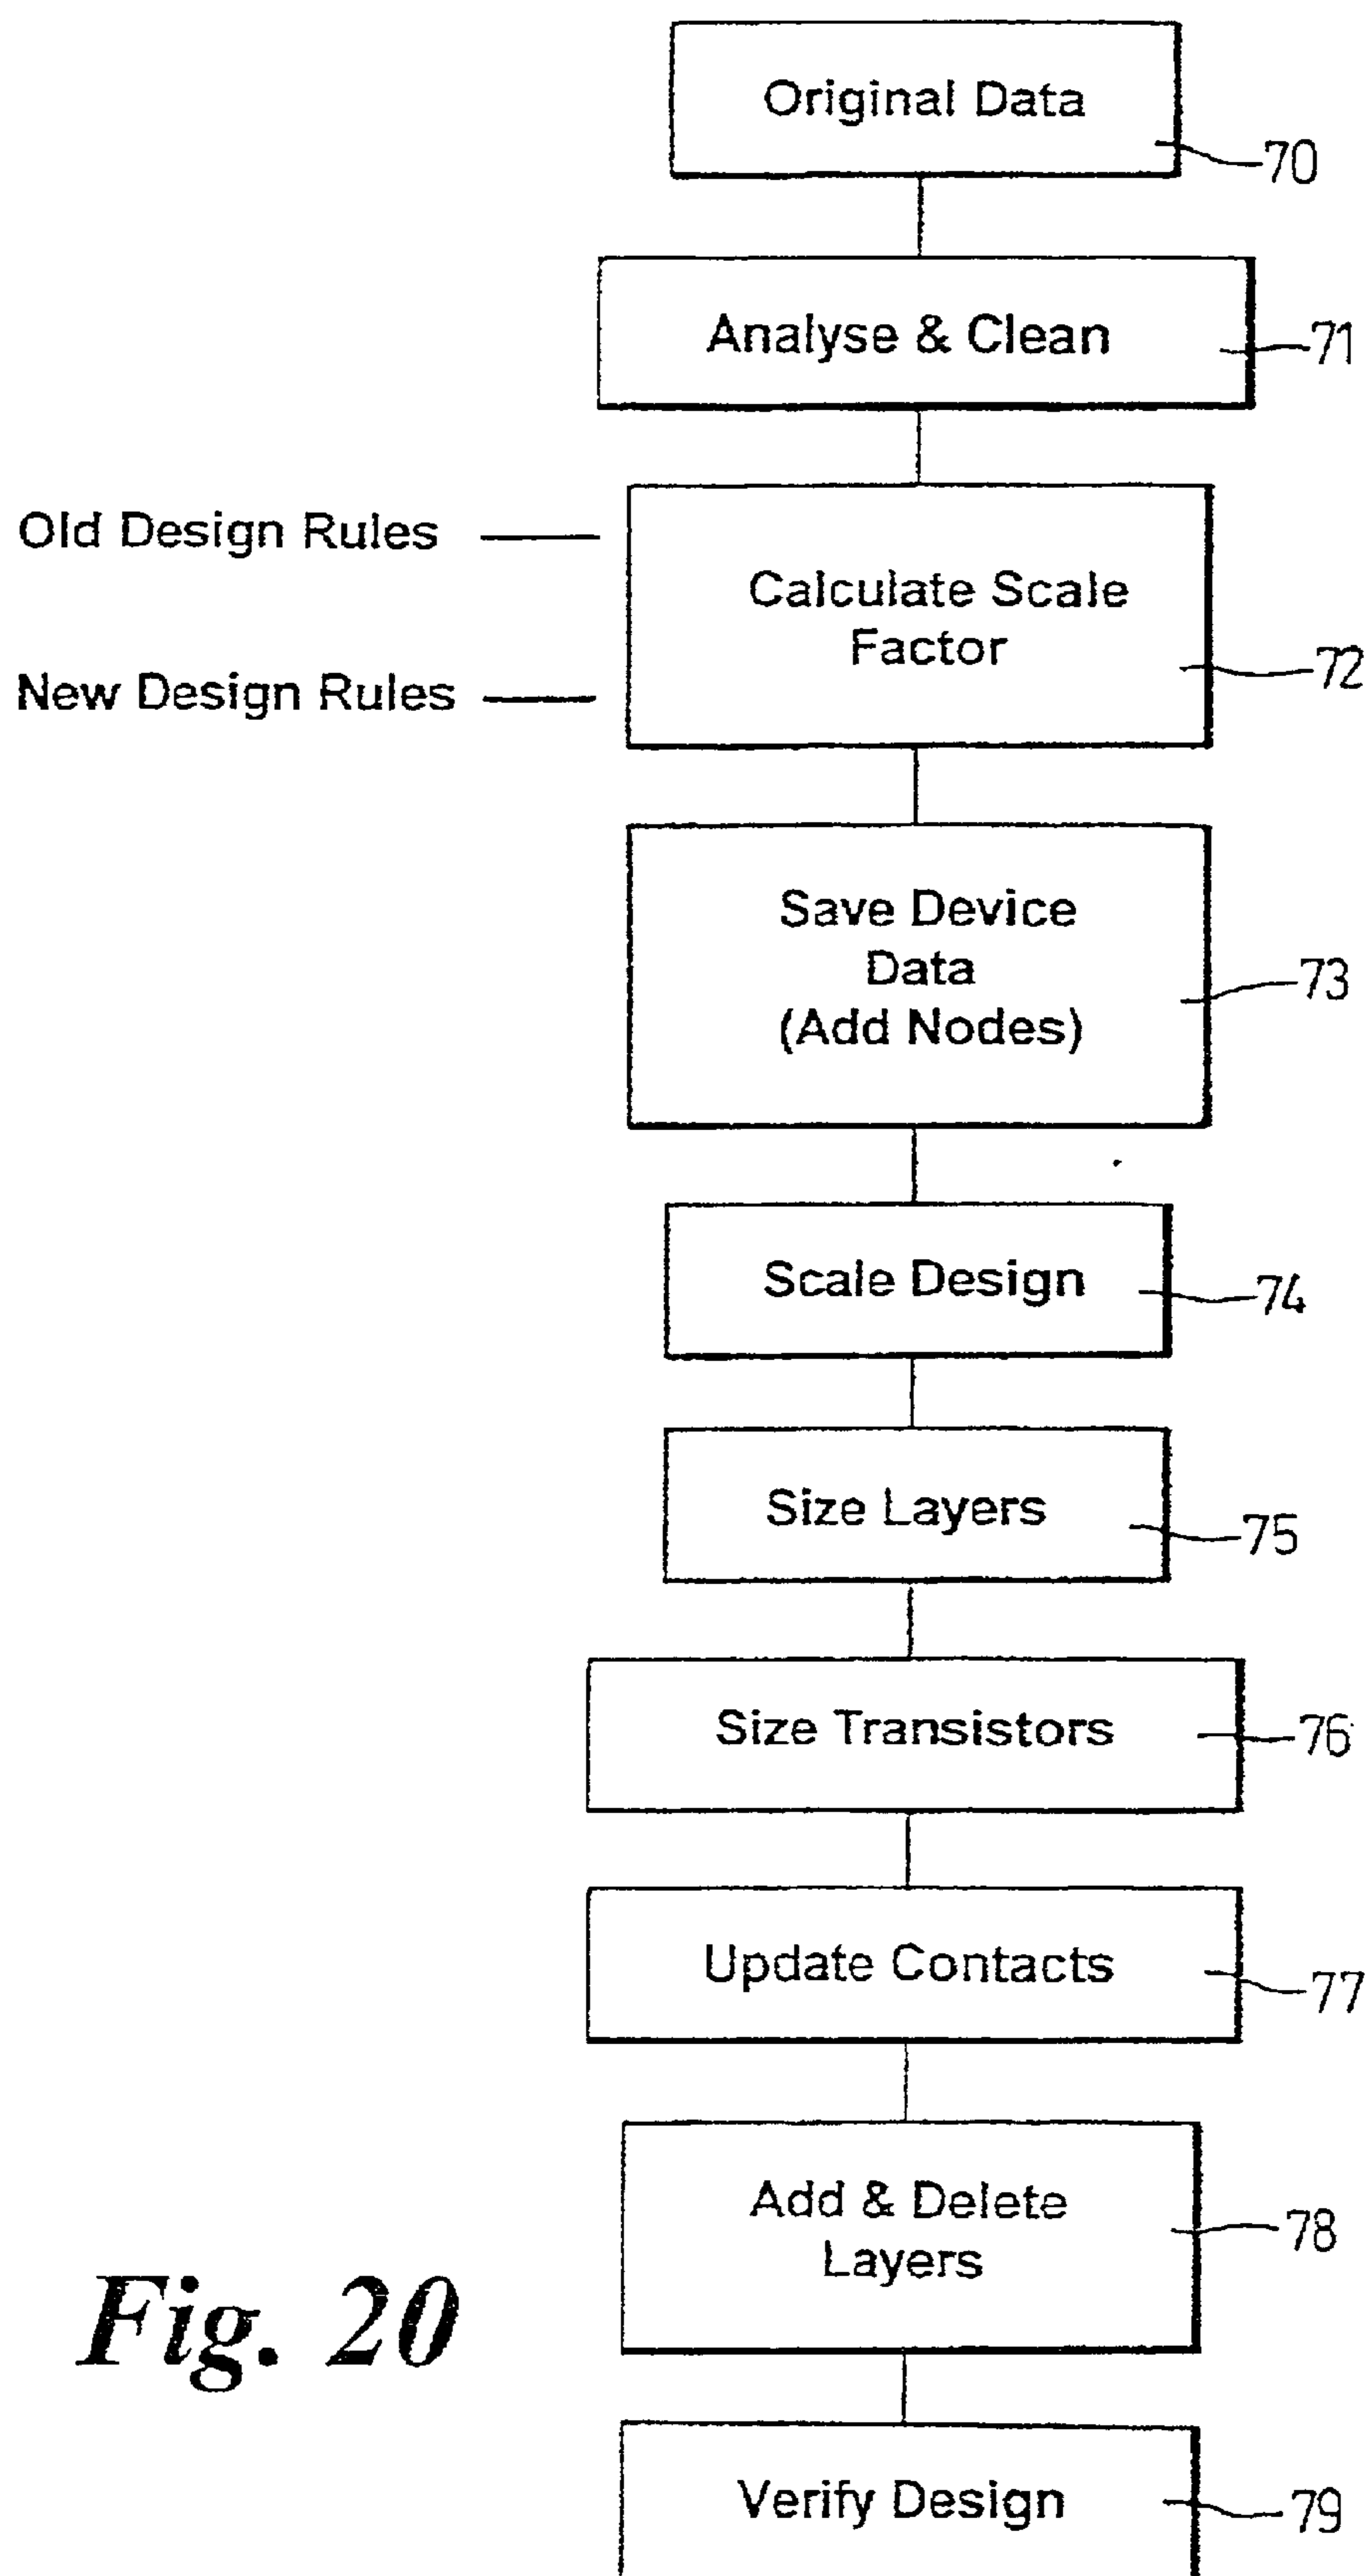 Original Data
70
Analyse & Clean
71
Old Design Rules
New Design Rules
Calculate Scale
Factor
72
Save Device
Data
(Add Nodes)
73
Scale Design
74
Size Layers
75
Size Transistors
76
Update Contacts
77
Add & Delete
Layers
78
Verify Design
79
Fig. 20